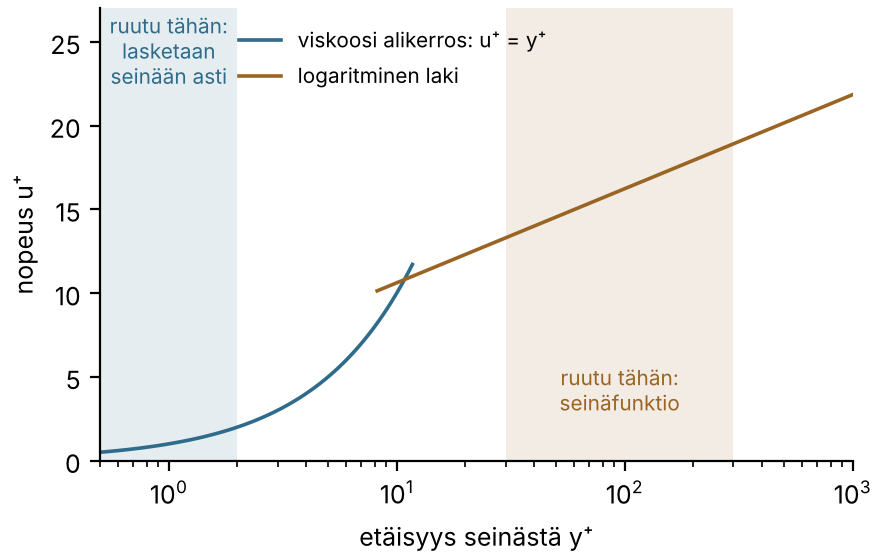 ruutu tähän:
lasketaan
seinään asti
viskoosi alikerros: u⁺ = y⁺
logaritminen laki
ruutu tähän:
seinäfunktio
nopeus u⁺
25
20
15
10
5
0
10⁰
10¹
10²
10³
etäisyys seinästä y⁺